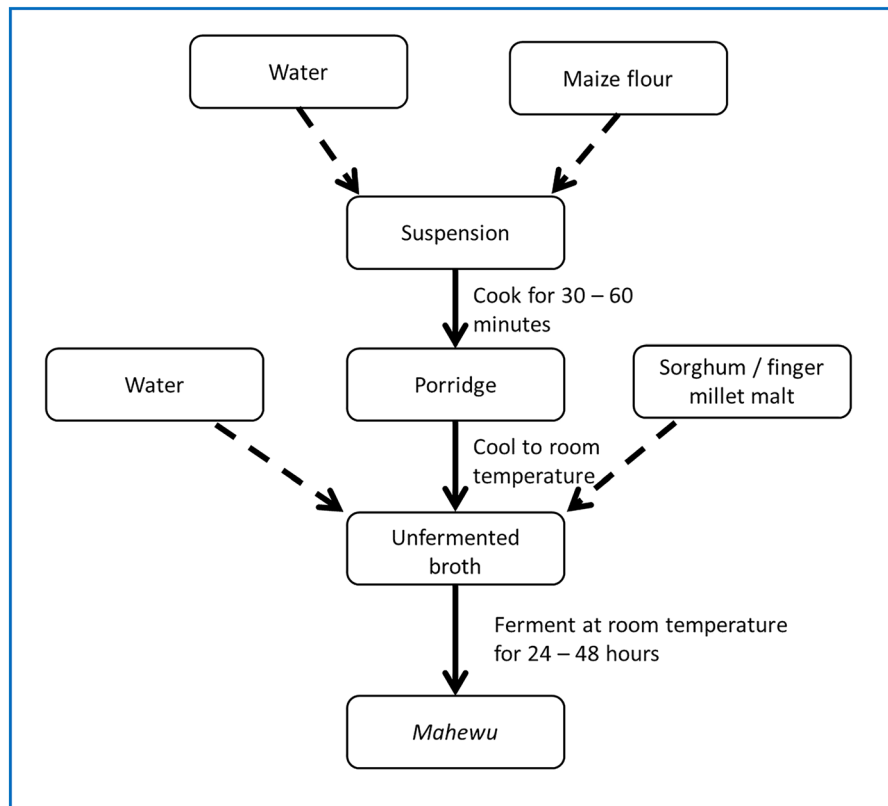 Water
Maize flour
Suspension
Cook for 30 – 60
minutes
Water
Porridge
Sorghum / finger
millet malt
Cool to room
temperature
Unfermented
broth
Ferment at room temperature
for 24 – 48 hours
Mahewu